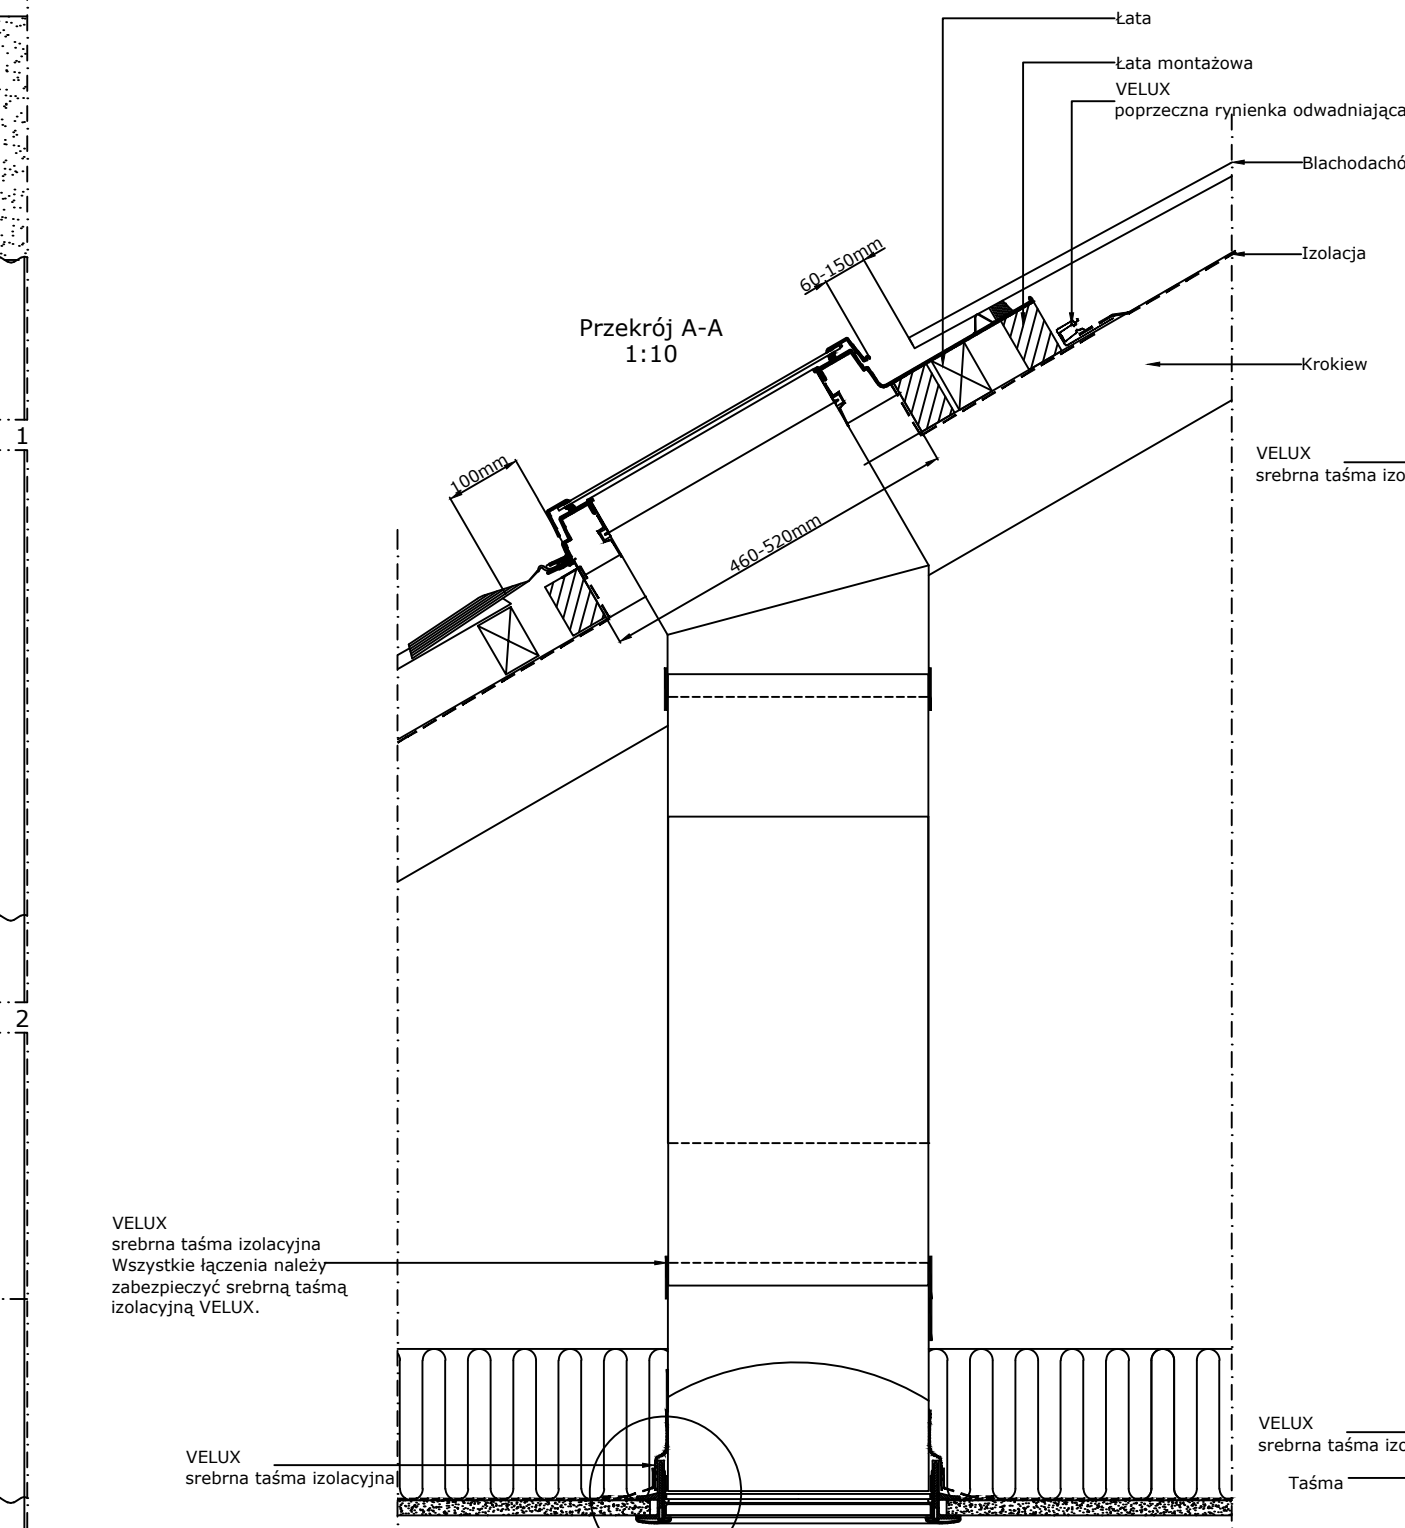 Łata
Łata montażowa
VELUX
poprzeczna rynienka odwadniająca
Blachodachó
60-150mm
Izolacja
Przekrój A-A
1:10
Krokiew
1
100mm
VELUX
srebrna taśma izo
460-520mm
2
VELUX
srebrna taśma izolacyjna
Wszystkie łączenia należy
zabezpieczyć srebrną taśmą
izolacyjną VELUX.
VELUX
srebrna taśma izolacyjna
VELUX
srebrna taśma izo
Taśma